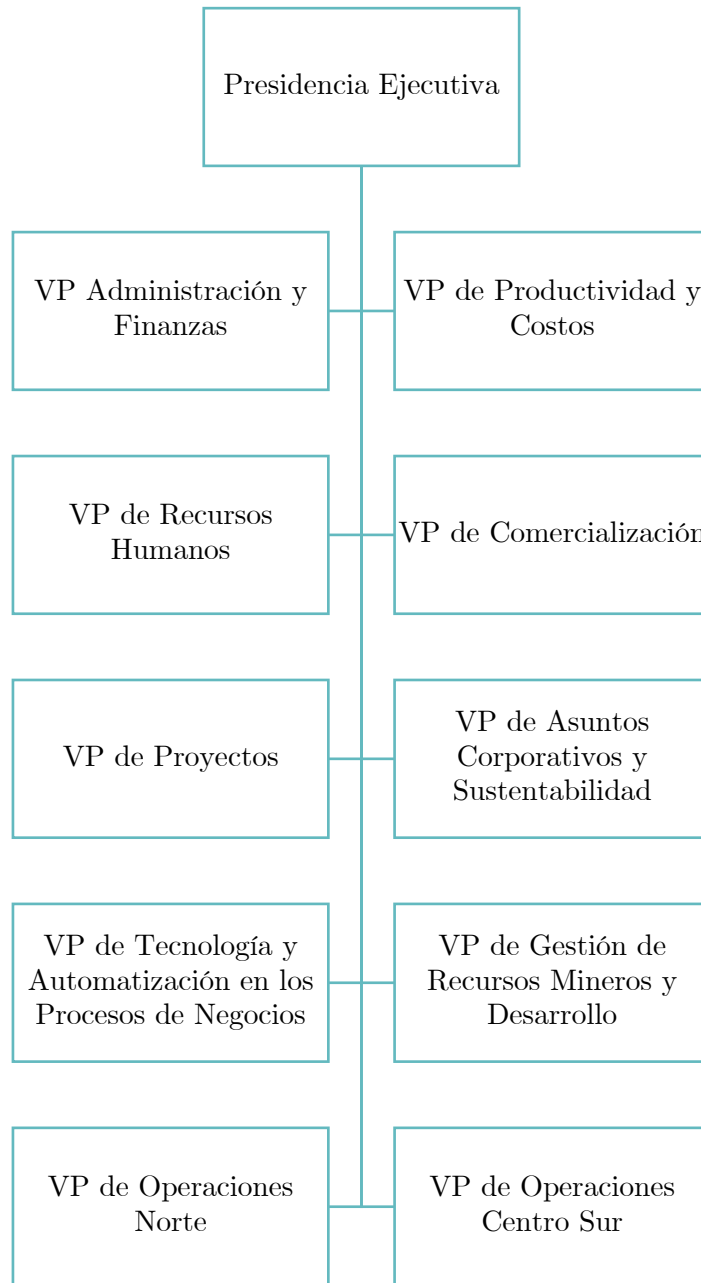 Presidencia Ejecutiva
VP Administración y
Finanzas
VP de Productividad y
Costos
VP de Recursos
Humanos
VP de Comercialización
VP de Proyectos
VP de Asuntos
Corporativos y
Sustentabilidad
VP de Tecnología y
Automatización en los
Procesos de Negocios
VP de Gestión de
Recursos Mineros y
Desarrollo
VP de Operaciones
Norte
VP de Operaciones
Centro Sur